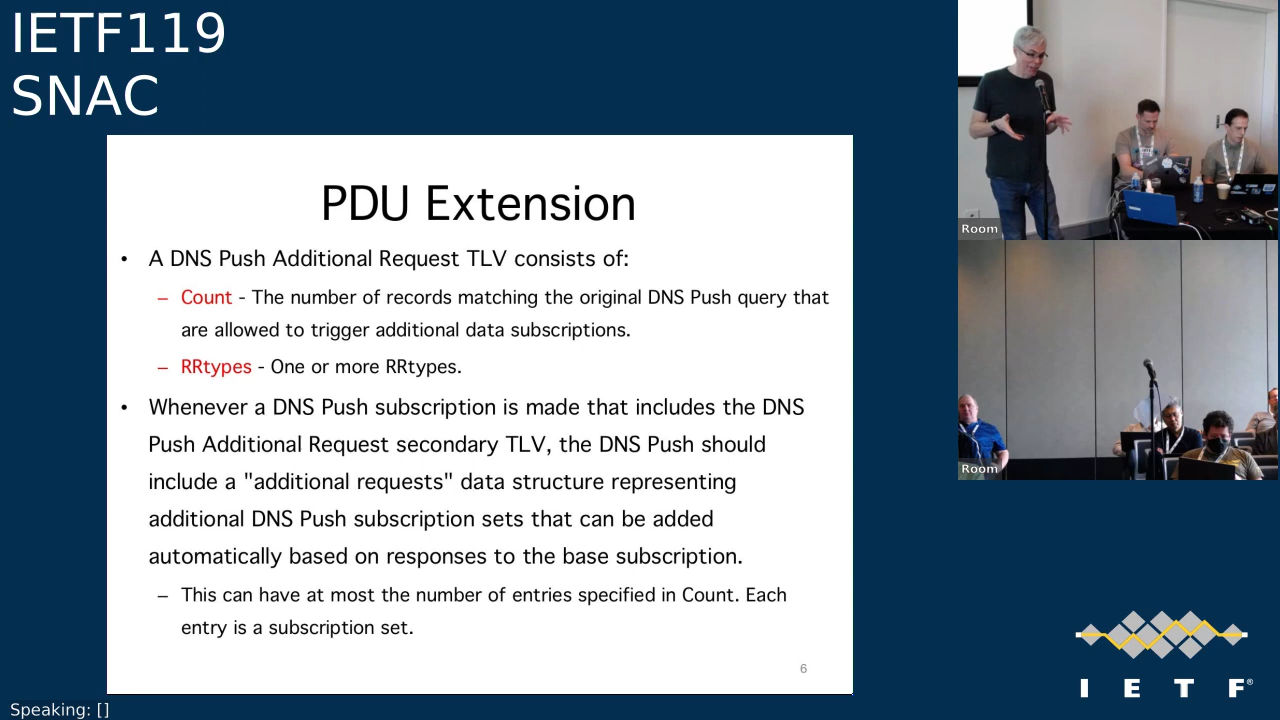 IETF119
SNAC
PDU Extension
• A DNS Push Additional Request TLV consists of:
– Count - The number of records matching the original DNS Push query that
are allowed to trigger additional data subscriptions.
– RRtypes - One or more RRtypes.
• Whenever a DNS Push subscription is made that includes the DNS
Push Additional Request secondary TLV, the DNS Push should
include a "additional requests" data structure representing
additional DNS Push subscription sets that can be added
automatically based on responses to the base subscription.
– This can have at most the number of entries specified in Count. Each
entry is a subscription set.
6
Room
Room
I E T F®
Speaking: []